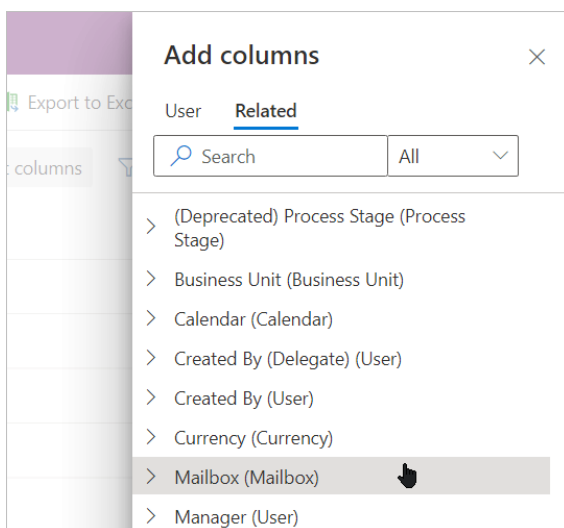 Add columns
Export to Exc
User Related
columns
Search All
(Deprecated) Process Stage (Process
Stage)
Business Unit (Business Unit)
Calendar (Calendar)
Created By (Delegate) (User)
Created By (User)
Currency (Currency)
Mailbox (Mailbox)
Manager (User)